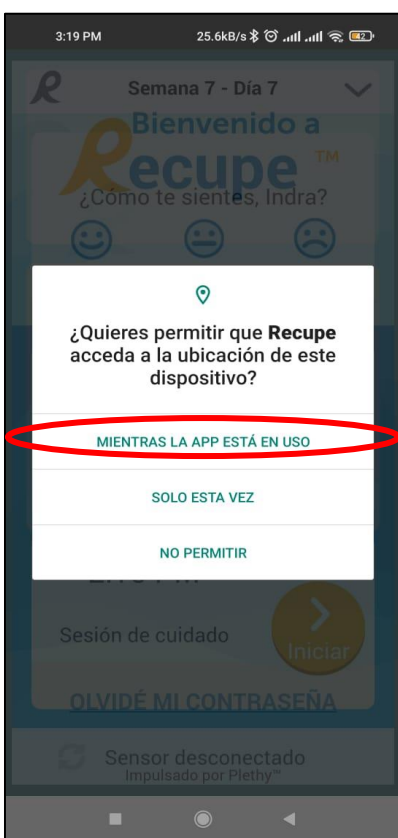 3:19 PM 25.6kB/s 42
R Semana 7 - Día 7
Bienvenido a
Recupe ™
¿Cómo te sientes, Indra?
¿Quieres permitir que Recupe
acceda a la ubicación de este
dispositivo?
MIENTRAS LA APP ESTÁ EN USO
SOLO ESTA VEZ
NO PERMITIR
Sesión de cuidado
Iniciar
OLVIDÉ MI CONTRASEÑA
Sensor desconectado
Impulsado por Plethy™